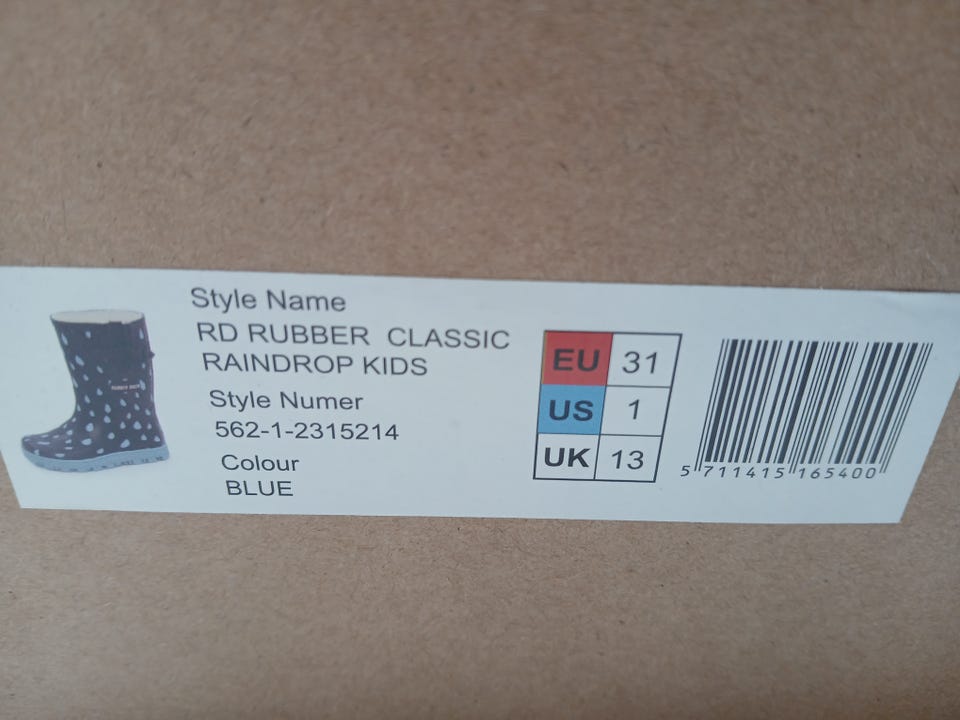 Style Name
RD RUBBER CLASSIC
RAINDROP KIDS
Style Numer
562-1-2315214
Colour
BLUE
EU 31
US 1
UK 13
5 711415 165400